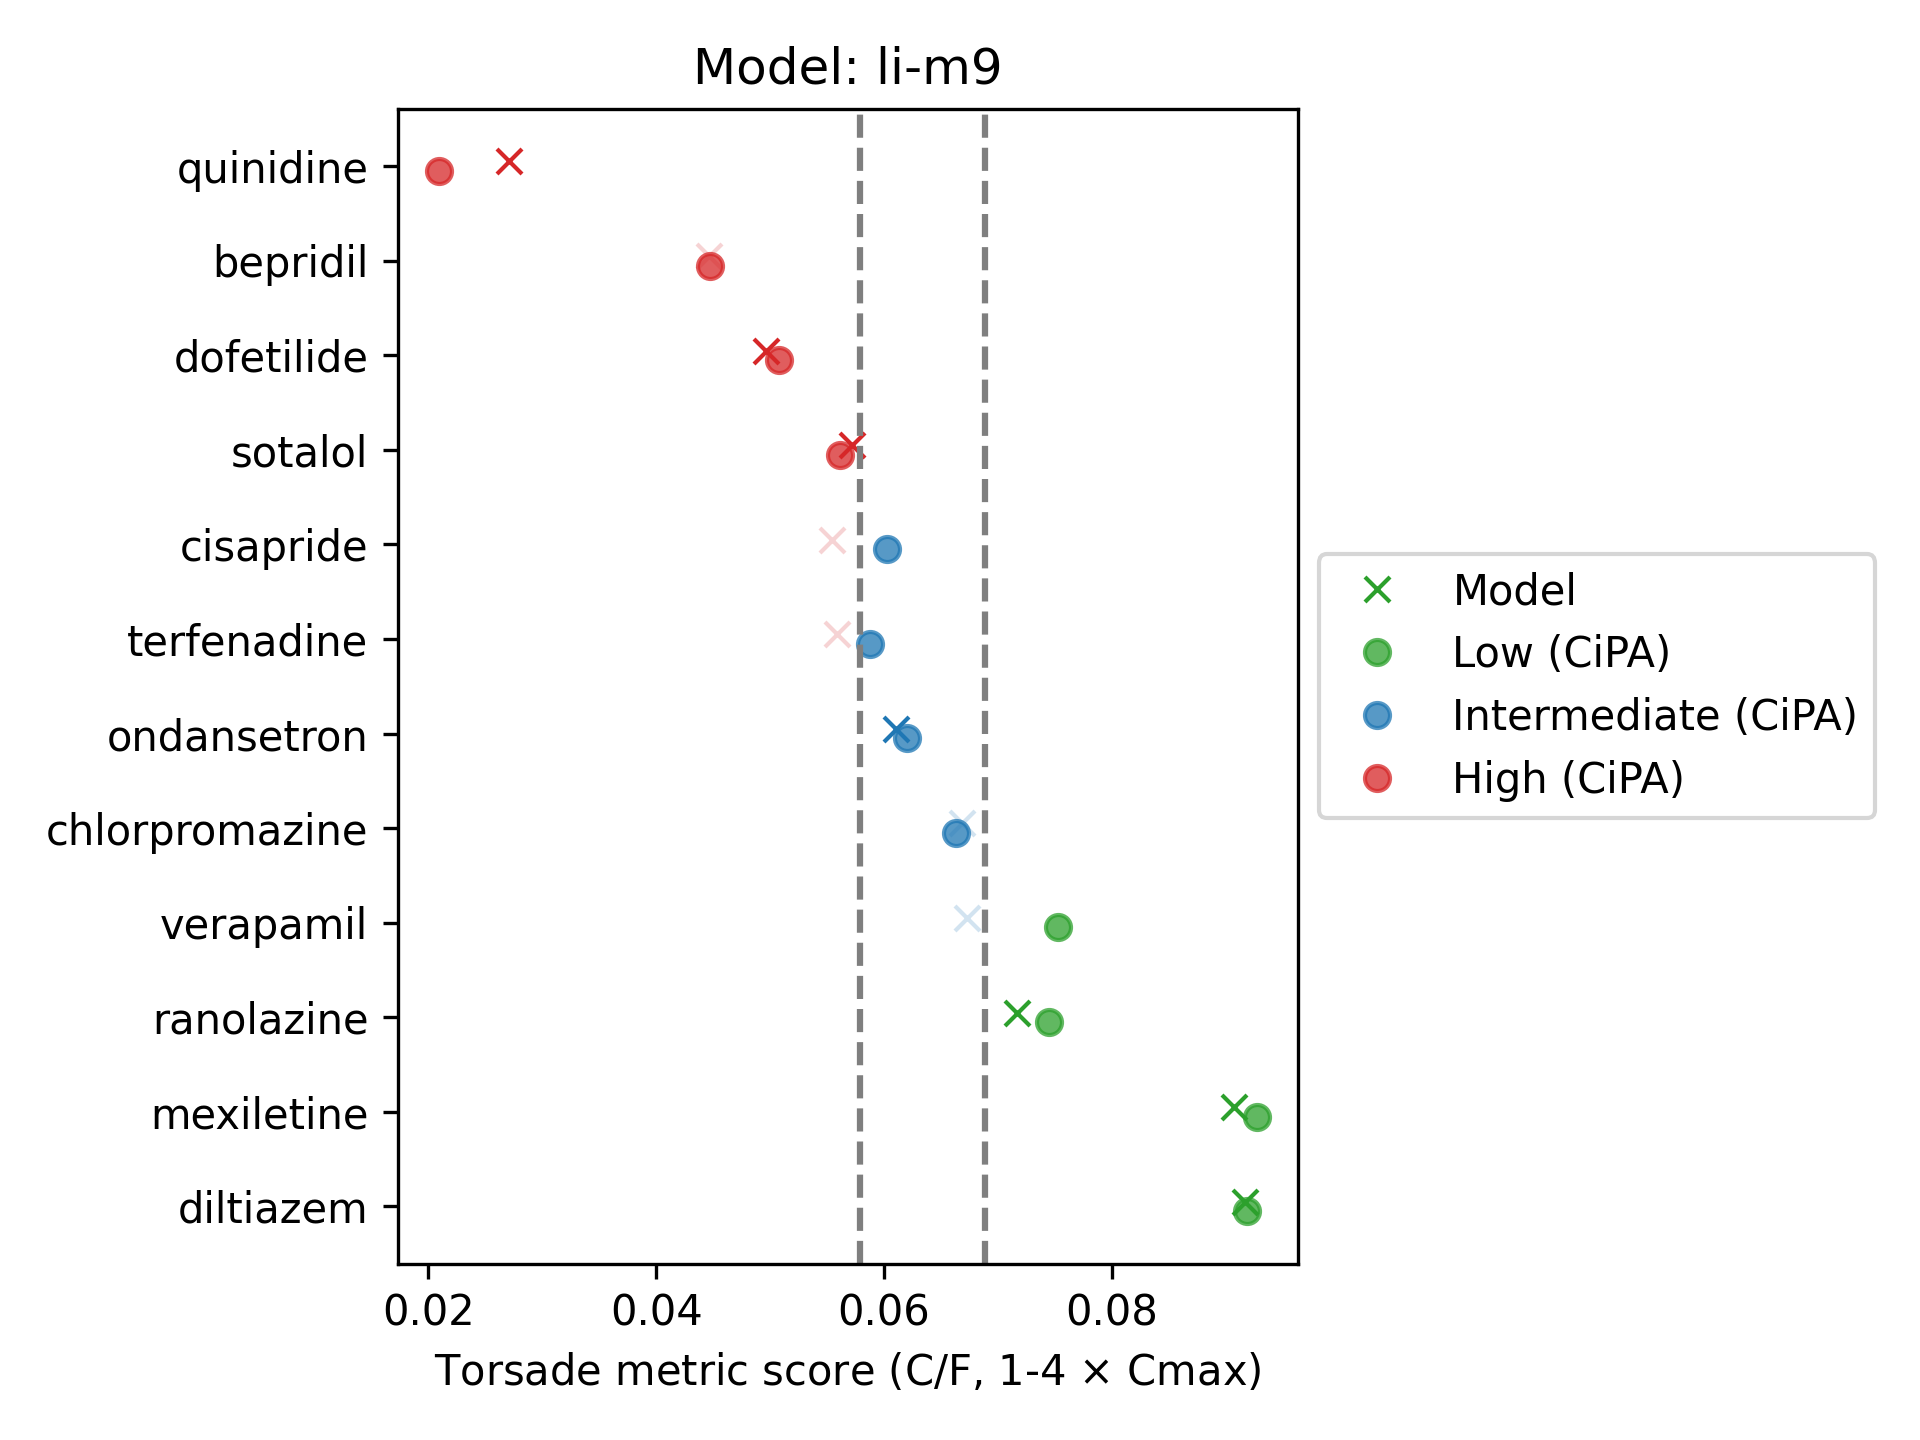 Model: li-m9
quinidine
bepridil
dofetilide
sotalol
cisapride
terfenadine
ondansetron
chlorpromazine
verapamil
ranolazine
mexiletine
diltiazem
Model
Low (CiPA)
Intermediate (CiPA)
High (CiPA)
0.02 0.04 0.06 0.08
Torsade metric score (C/F, 1-4 × Cmax)